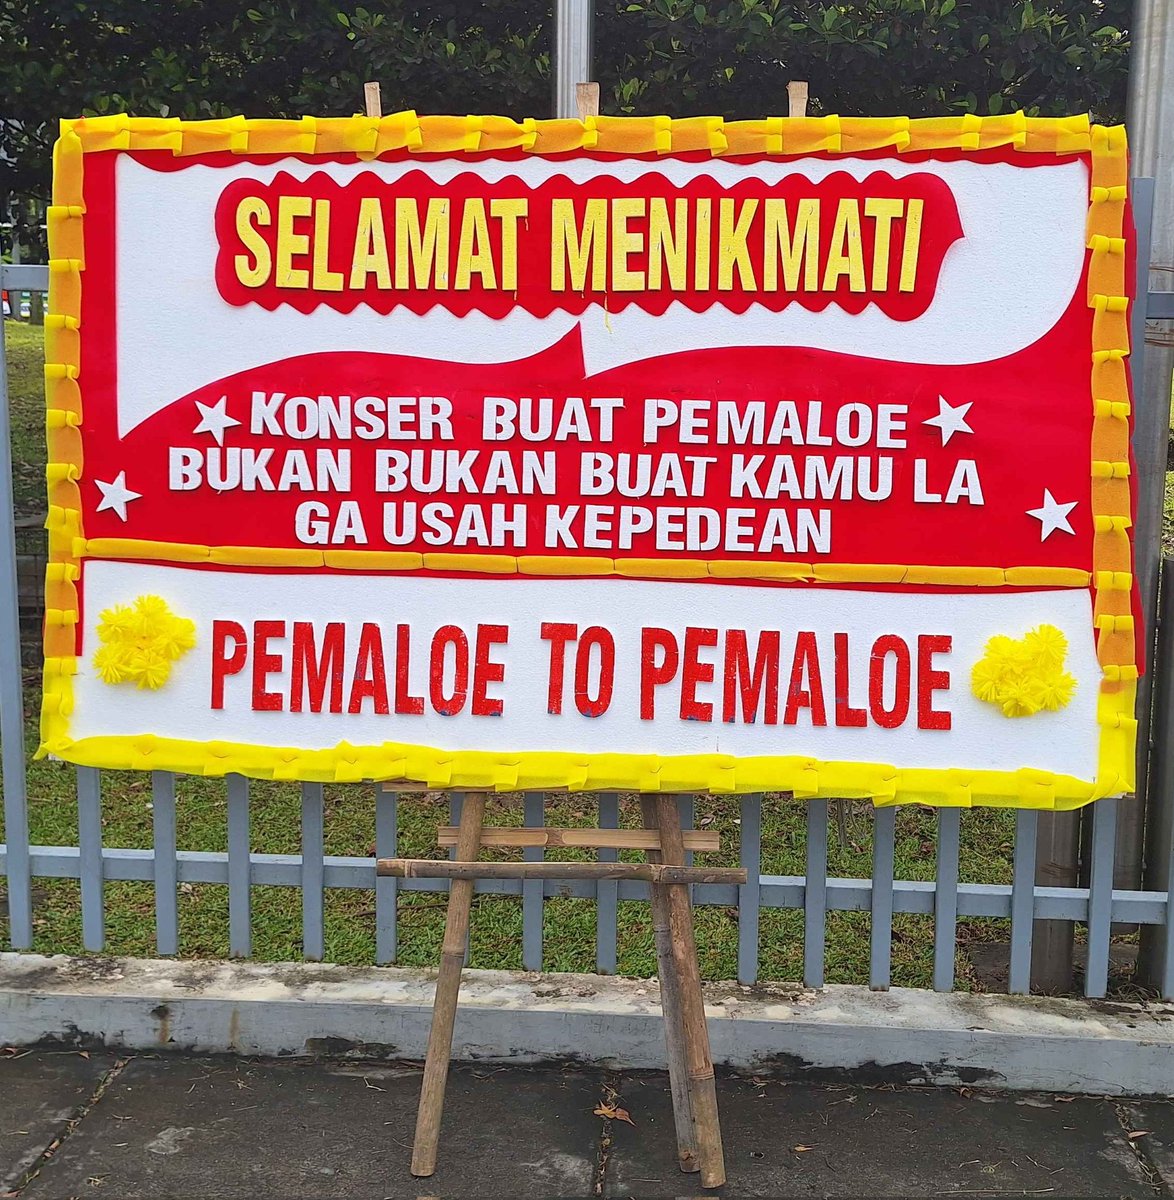 SELAMAT MENIKMATI
KONSER BUAT PEMALOE
BUKAN BUKAN BUAT KAMU LA
GA USAH KEPEDEAN
PEMALOE TO PEMALOE